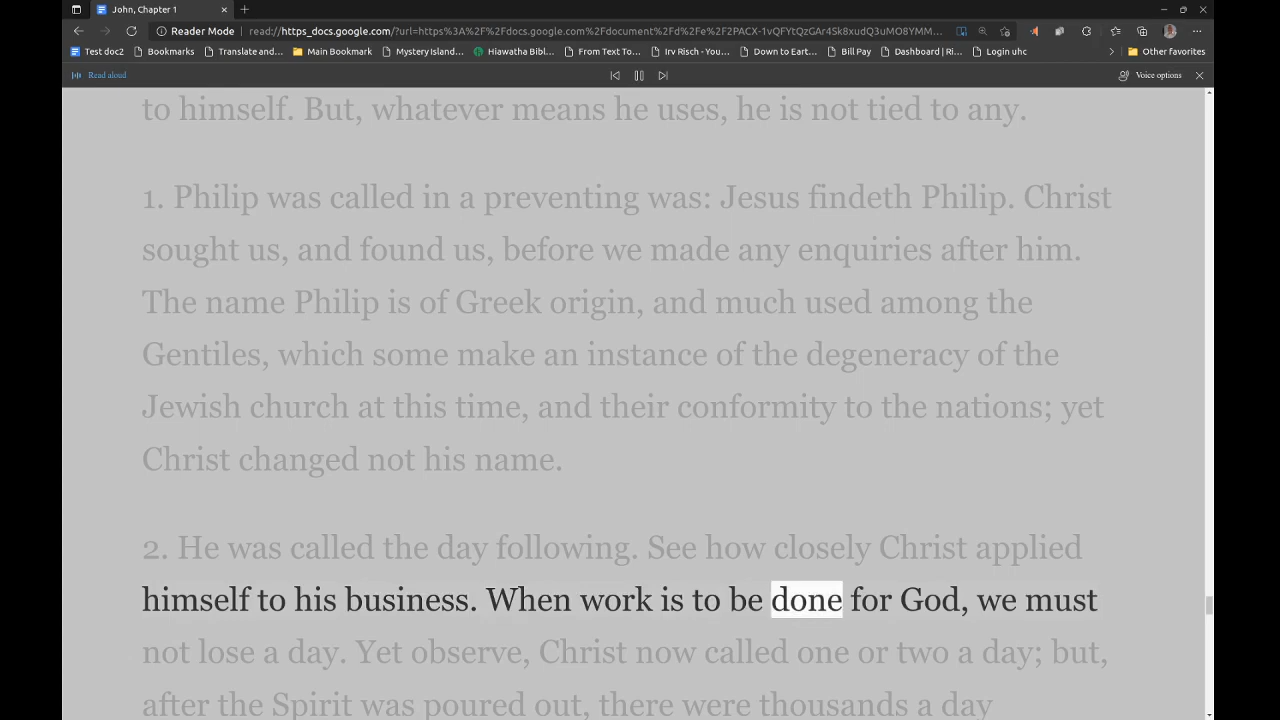 John, Chapter 1
Reader Mode
read://https_docs.google.com/?url=https%3A%2F%2Fdocs.google.com%2Fdocument%2Fd%2Fe%2F2PACX-1vQFYtQzGAr4Sk8xudQ3uMO8YMM...
Test doc2
Bookmarks
Translate and...
Main Bookmark
Mystery Island...
Hiawatha Bibl...
From Text To...
Irv Risch - You...
Down to Eart...
Bill Pay
Dashboard | Ri...
Login uhc
Other favorites
Read aloud
Voice options
to himself. But, whatever means he uses, he is not tied to any.
1. Philip was called in a preventing was: Jesus findeth Philip. Christ
sought us, and found us, before we made any enquiries after him.
The name Philip is of Greek origin, and much used among the
Gentiles, which some make an instance of the degeneracy of the
Jewish church at this time, and their conformity to the nations; yet
Christ changed not his name.
2. He was called the day following. See how closely Christ applied
himself to his business. When work is to be done for God, we must
not lose a day. Yet observe, Christ now called one or two a day; but,
after the Spirit was poured out, there were thousands a day